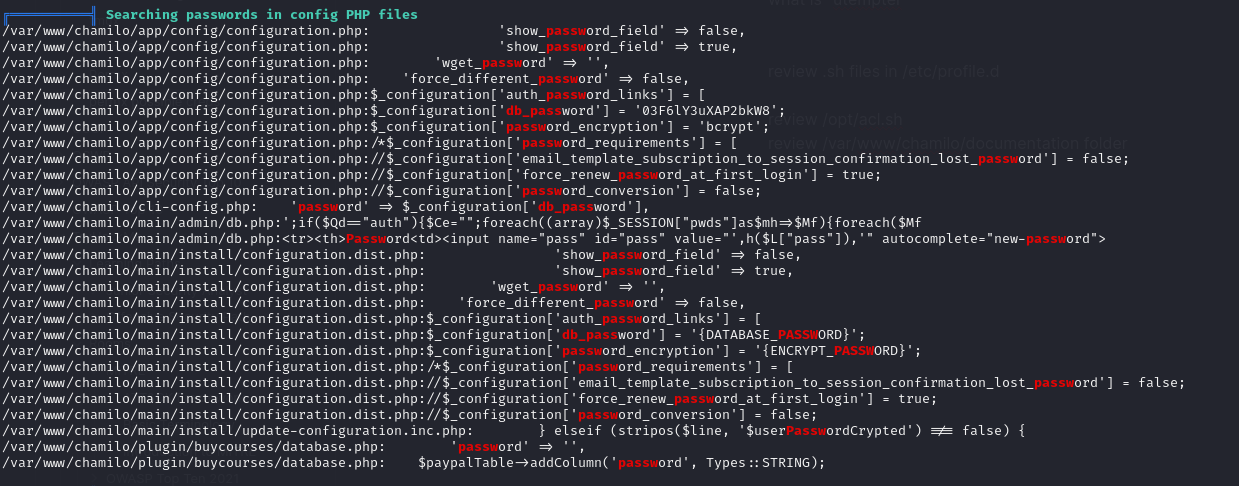 Searching passwords in config PHP files
what is "utempter"
/var/www/chamilo/app/config/configuration.php:                'show_password_field' => false,
/var/www/chamilo/app/config/configuration.php:                'show_password_field' => true,
/var/www/chamilo/app/config/configuration.php:        'wget_password' => '',
/var/www/chamilo/app/config/configuration.php:    'force_different_password' => false,
review .sh files in /etc/profile.d
/var/www/chamilo/app/config/configuration.php:$_configuration['auth_password_links'] = [
/var/www/chamilo/app/config/configuration.php:$_configuration['db_password'] = '03F6lY3uXAP2bkW8';
/var/www/chamilo/app/config/configuration.php:$_configuration['password_encryption'] = 'bcrypt';
review /opt/acl.sh
/var/www/chamilo/app/config/configuration.php:/*$_configuration['password_requirements'] = [
review /var/www/chamilo/documentation folder
/var/www/chamilo/app/config/configuration.php://$_configuration['email_template_subscription_to_session_confirmation_lost_password'] = false;
/var/www/chamilo/app/config/configuration.php://$_configuration['force_renew_password_at_first_login'] = true;
/var/www/chamilo/app/config/configuration.php://$_configuration['password_conversion'] = false;
/var/www/chamilo/cli-config.php:    'password' => $_configuration['db_password'],
/var/www/chamilo/main/admin/db.php:';if($Qd=="auth"){$Ce="";foreach((array)$_SESSION["pwds"]as$mh=>$Mf){foreach($Mf
/var/www/chamilo/main/admin/db.php:<tr><th>Password<td><input name="pass" id="pass" value="',h($L["pass"]),'" autocomplete="new-password">
/var/www/chamilo/main/install/configuration.dist.php:                'show_password_field' => false,
/var/www/chamilo/main/install/configuration.dist.php:                'show_password_field' => true,
/var/www/chamilo/main/install/configuration.dist.php:        'wget_password' => '',
/var/www/chamilo/main/install/configuration.dist.php:    'force_different_password' => false,
/var/www/chamilo/main/install/configuration.dist.php:$_configuration['auth_password_links'] = [
/var/www/chamilo/main/install/configuration.dist.php:$_configuration['db_password'] = '{DATABASE_PASSWORD}';
/var/www/chamilo/main/install/configuration.dist.php:$_configuration['password_encryption'] = '{ENCRYPT_PASSWORD}';
/var/www/chamilo/main/install/configuration.dist.php:/*$_configuration['password_requirements'] = [
/var/www/chamilo/main/install/configuration.dist.php://$_configuration['email_template_subscription_to_session_confirmation_lost_password'] = false;
/var/www/chamilo/main/install/configuration.dist.php://$_configuration['force_renew_password_at_first_login'] = true;
/var/www/chamilo/main/install/configuration.dist.php://$_configuration['password_conversion'] = false;
/var/www/chamilo/main/install/update-configuration.inc.php:        } elseif (stripos($line, '$userPasswordCrypted') !== false) {
/var/www/chamilo/plugin/buycourses/database.php:        'password' => '',
/var/www/chamilo/plugin/buycourses/database.php:    $paypalTable->addColumn('password', Types::STRING);